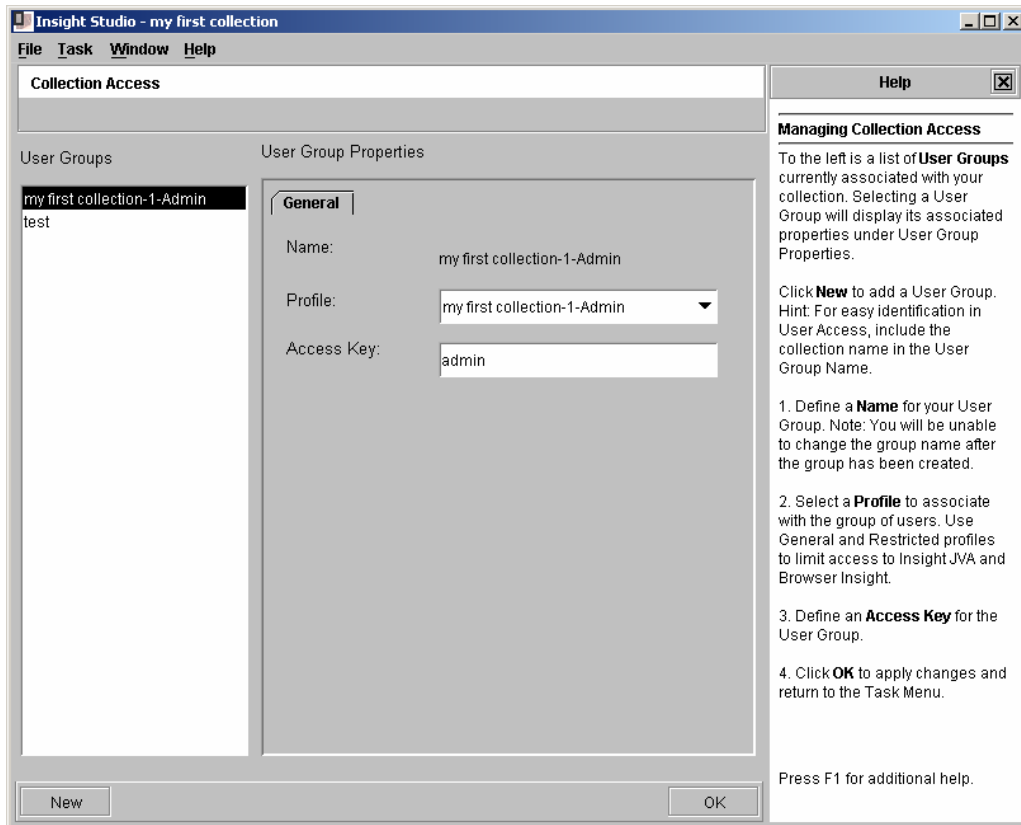 Insight Studio - my first collection
File Task Window Help
Collection Access
User Groups
my first collection-1-Admin
test
User Group Properties
General
Name:
my first collection-1-Admin
Profile:
my first collection-1-Admin
Access Key:
admin
New
OK
Help
Managing Collection Access
To the left is a list of User Groups
currently associated with your
collection. Selecting a User
Group will display its associated
properties under User Group
Properties.
Click New to add a User Group.
Hint: For easy identification in
User Access, include the
collection name in the User
Group Name.
1. Define a Name for your User
Group. Note: You will be unable
to change the group name after
the group has been created.
2. Select a Profile to associate
with the group of users. Use
General and Restricted profiles
to limit access to Insight JVA and
Browser Insight.
3. Define an Access Key for the
User Group.
4. Click OK to apply changes and
return to the Task Menu.
Press F1 for additional help.